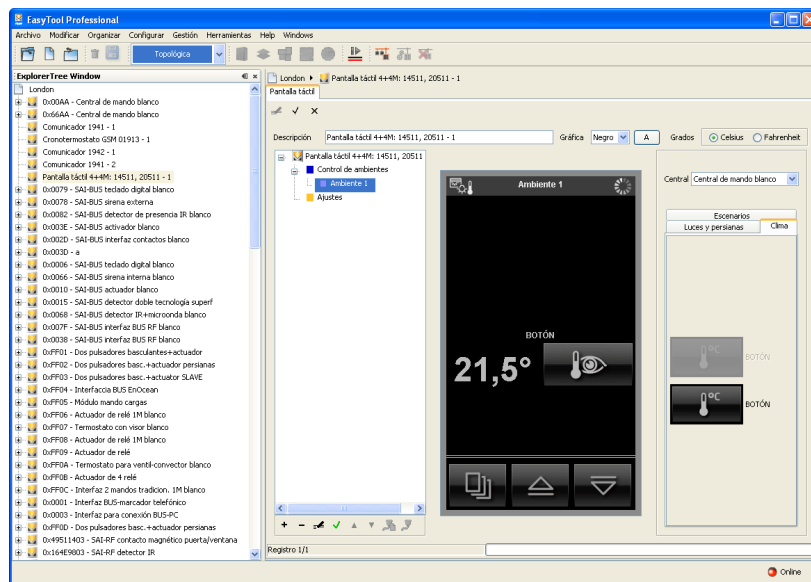 EasyTool Professional
Archivo Modificar Organizar Configurar Gestión Herramientas Help Windows
Topológica
ExplorerTree Window
London
0x00AA - Central de mando blanco
0x66AA - Central de mando blanco
Comunicador 1941 - 1
Cronotermostato GSM 01913 - 1
Comunicador 1942 - 1
Comunicador 1941 - 2
Pantalla táctil 4+4M: 14511, 20511 - 1
0x0079 - SAI-BUS teclado digital blanco
0x0078 - SAI-BUS sirena externa
0x0082 - SAI-BUS detector de presencia IR blanco
0x003E - SAI-BUS activador blanco
0x002D - SAI-BUS interfaz contactos blanco
0x003D - a
0x0006 - SAI-BUS teclado digital blanco
0x0066 - SAI-BUS sirena interna blanco
0x0010 - SAI-BUS actuador blanco
0x0015 - SAI-BUS detector doble tecnología superf
0x0068 - SAI-BUS detector IR+microonda blanco
0x007F - SAI-BUS interfaz BUS RF blanco
0x0038 - SAI-BUS interfaz BUS RF blanco
0xFF01 - Dos pulsadores basculantes+actuador
0xFF02 - Dos pulsadores basc.+actuador persianas
0xFF03 - Dos pulsadores basc.+actuator SLAVE
0xFF04 - Interfaccia BUS EnOcean
0xFF05 - Módulo mando cargas
0xFF06 - Actuador de relé 1M blanco
0xFF07 - Termostato con visor blanco
0xFF08 - Actuador de relé 1M blanco
0xFF09 - Actuador de relé
0xFF0A - Termostato para ventil-convector blanco
0xFF0B - Actuador de 4 relé
0xFF0C - Interfaz 2 mandos tradicion. 1M blanco
0x0001 - Interfaz BUS-marcador telefónico
0x0003 - Interfaz para conexión BUS-PC
0xFF0D - Dos pulsadores basc.+actuador persianas
0x49511403 - SAI-RF contacto magnético puerta/ventana
0x164E9803 - SAI-RF detector IR
London Pantalla táctil 4+4M: 14511, 20511 - 1
Pantalla táctil
Descripción Pantalla táctil 4+4M: 14511, 20511 - 1 Gráfica Negro A Grados Celsius Fahrenheit
Pantalla táctil 4+4M: 14511, 20511
Control de ambientes
Ambiente 1
Ajustes
Ambiente 1
BOTÓN
21,5°
Central Central de mando blanco
Escenarios
Luces y persianas Clima
°C
BOTÓN
°C
BOTÓN
Registro 1/1
Online